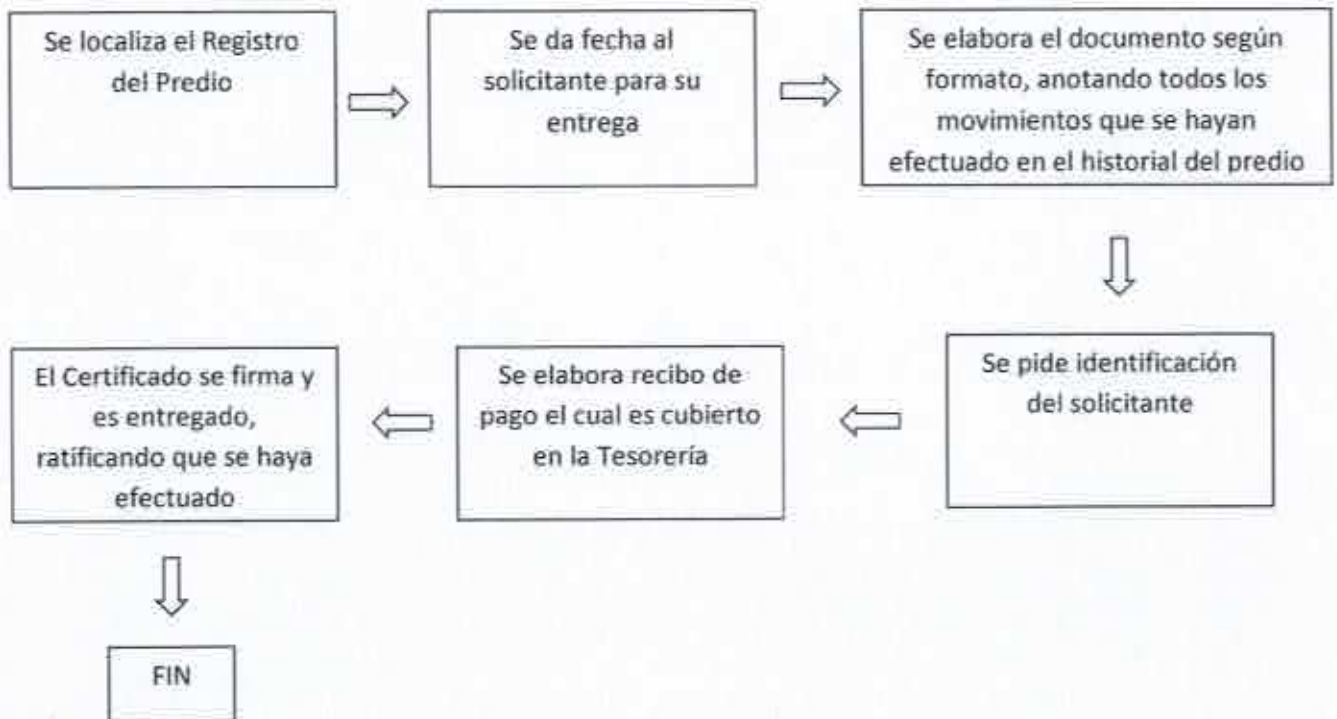 Se localiza el Registro
del Predio
Se da fecha al
solicitante para su
entrega
Se elabora el documento según
formato, anotando todos los
movimientos que se hayan
efectuado en el historial del predio
Se pide identificación
del solicitante
Se elabora recibo de
pago el cual es cubierto
en la Tesorería
El Certificado se firma y
es entregado,
ratificando que se haya
efectuado
FIN